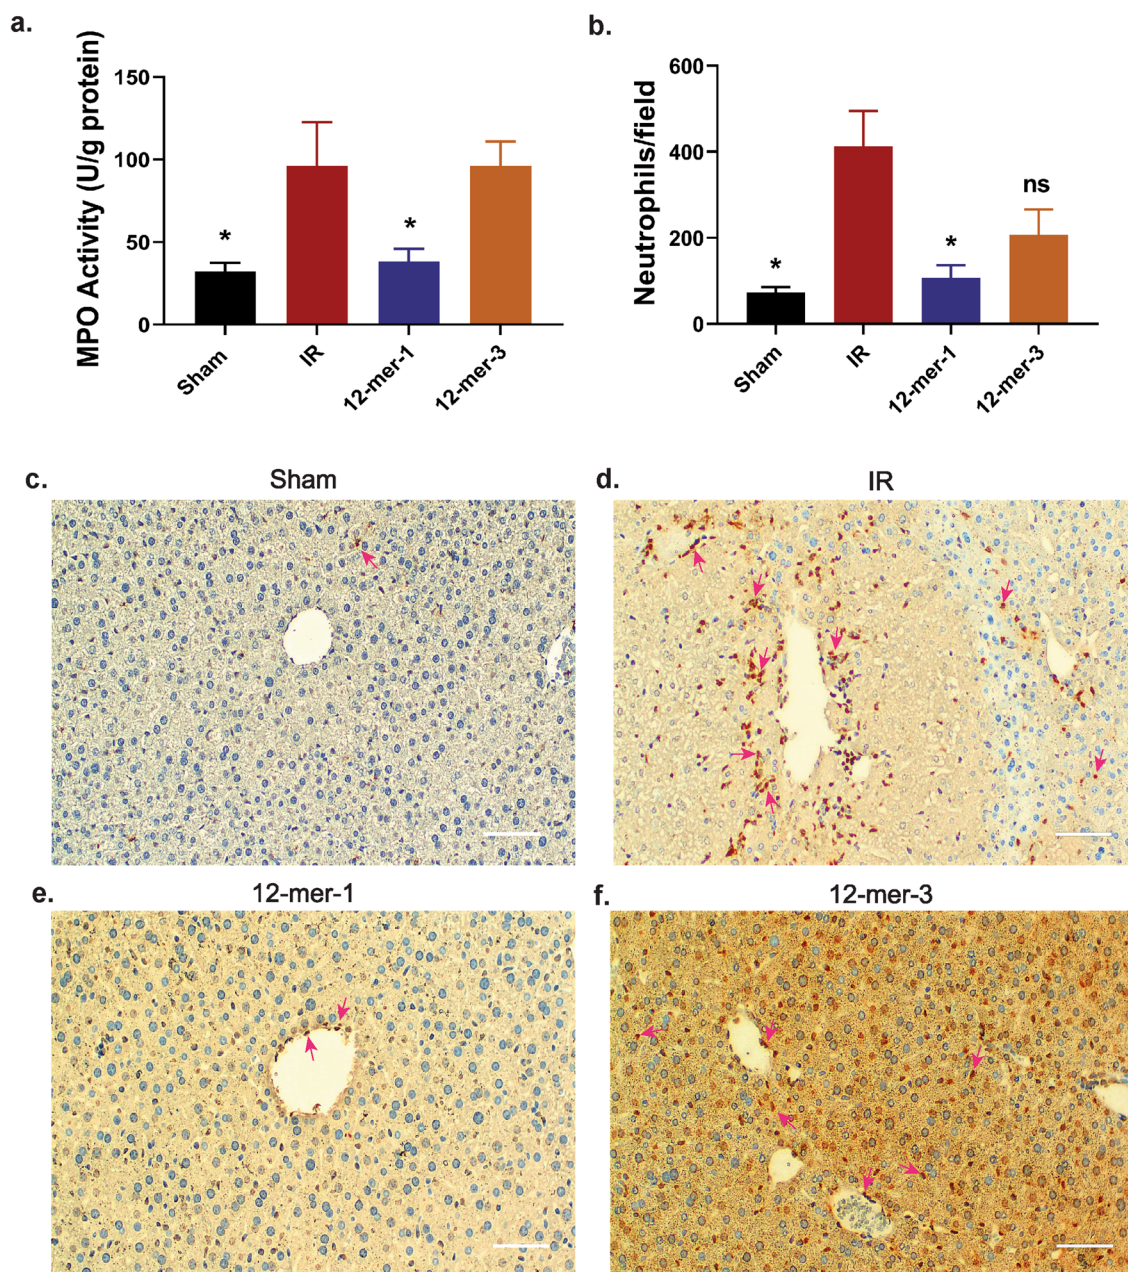 a.
MPO Activity (U/g protein)
150
100
50
0
*
*
Sham
IR
12-mer-1
12-mer-3
b.
Neutrophils/field
600
400
200
0
*
*
ns
Sham
IR
12-mer-1
12-mer-3
c.
Sham
d.
IR
e.
12-mer-1
f.
12-mer-3